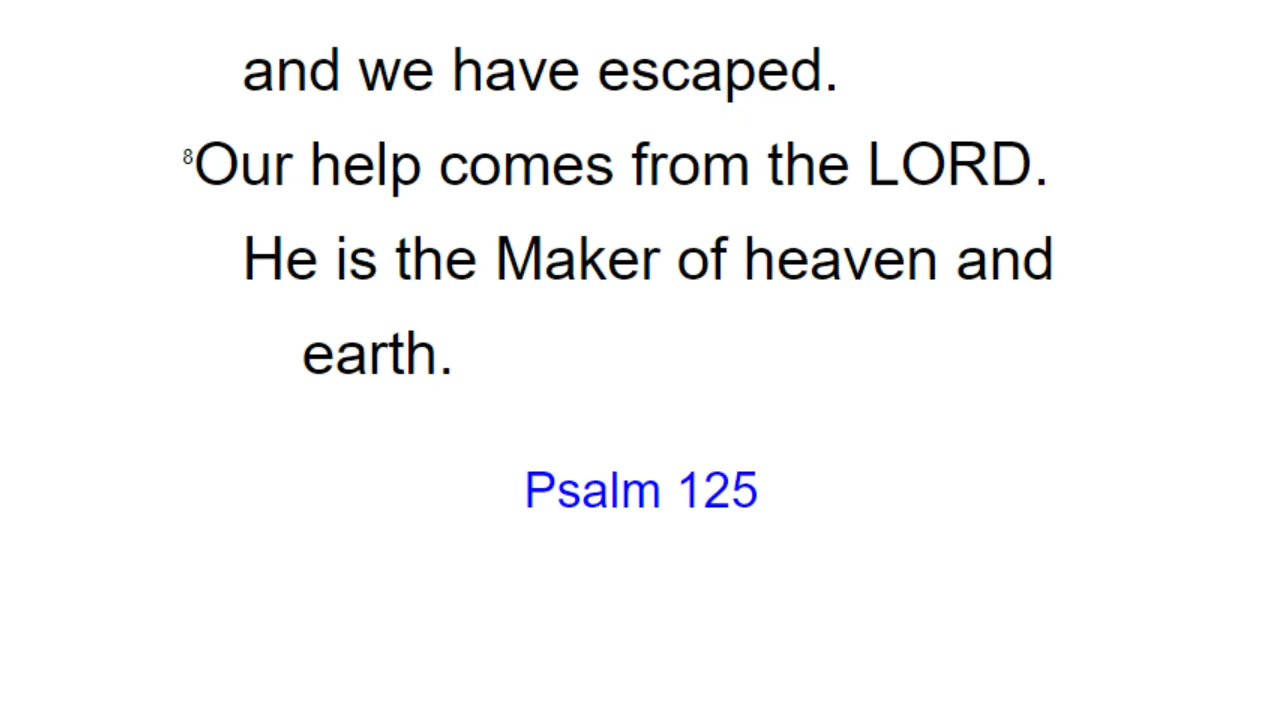 and we have escaped.
8Our help comes from the LORD.
He is the Maker of heaven and
earth.
Psalm 125